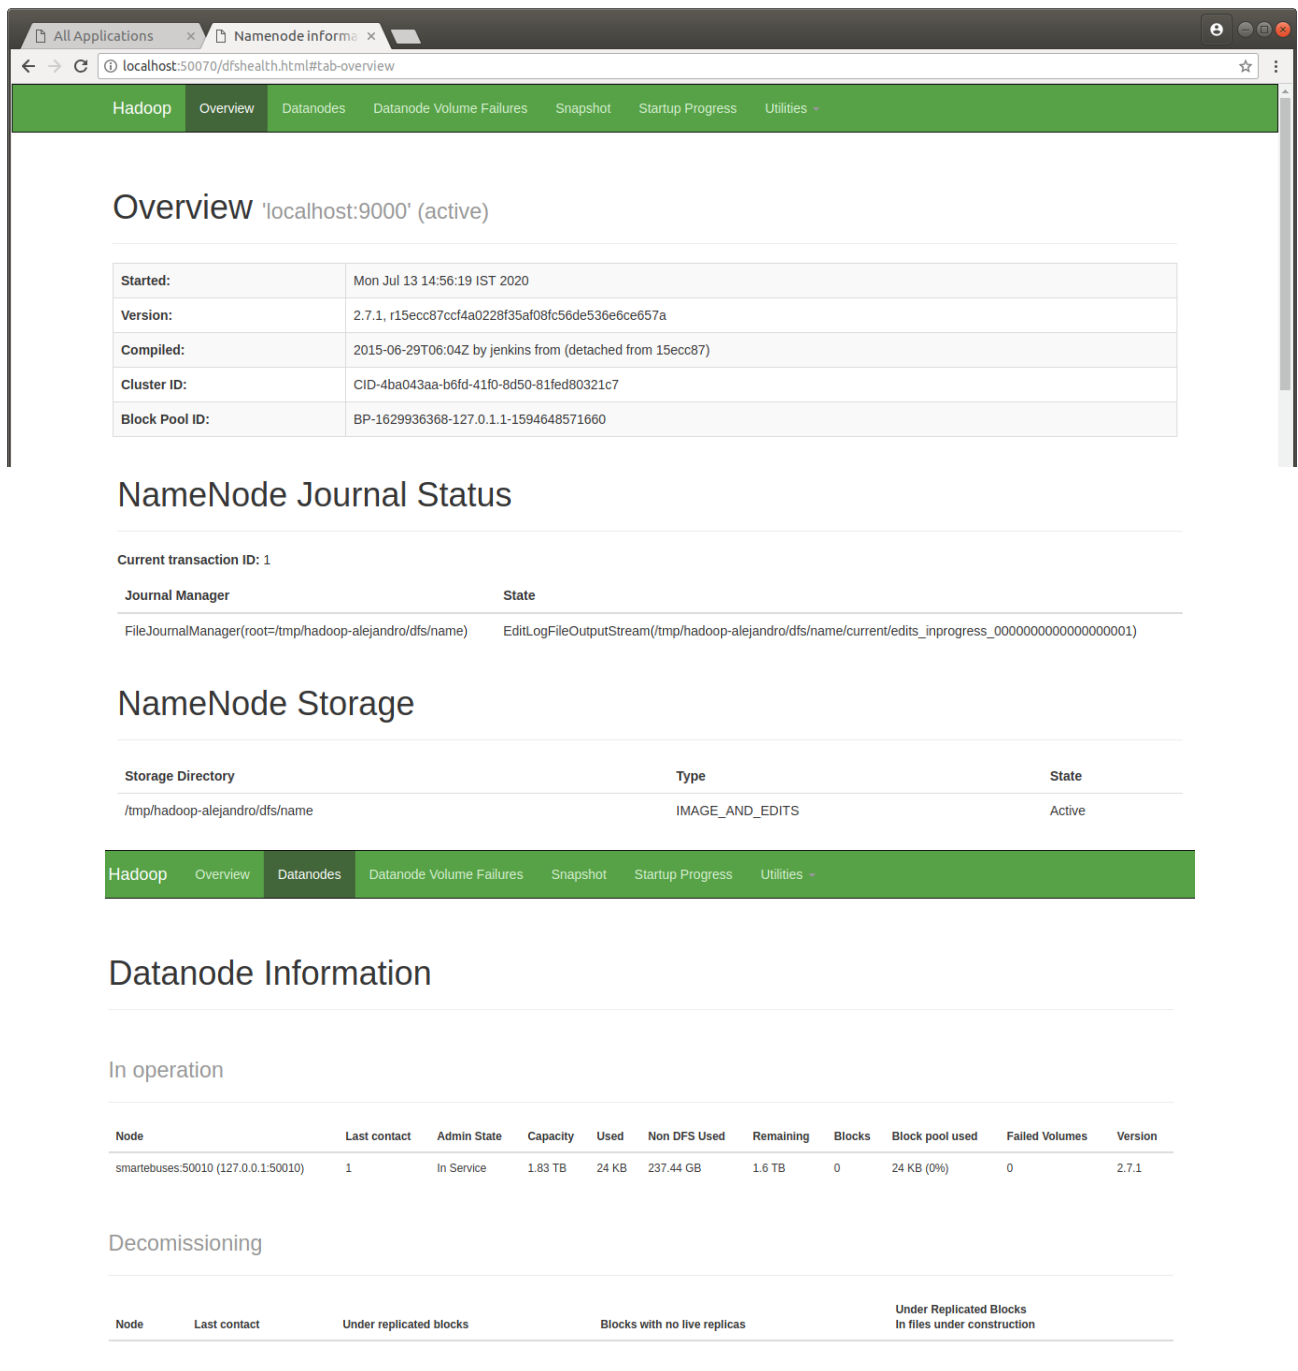 All Applications
Namenode informa
localhost:50070/dfshealth.html#tab-overview
Hadoop Overview Datanodes Datanode Volume Failures Snapshot Startup Progress Utilities
Overview 'localhost:9000' (active)
Started: Mon Jul 13 14:56:19 IST 2020
Version: 2.7.1, r15ecc87ccf4a0228f35af08fc56de536e6ce657a
Compiled: 2015-06-29T06:04Z by jenkins from (detached from 15ecc87)
Cluster ID: CID-4ba043aa-b6fd-41f0-8d50-81fed80321c7
Block Pool ID: BP-1629936368-127.0.1.1-1594648571660
NameNode Journal Status
Current transaction ID: 1
Journal Manager State
FileJournalManager(root=/tmp/hadoop-alejandro/dfs/name) EditLogFileOutputStream(/tmp/hadoop-alejandro/dfs/name/current/edits_inprogress_0000000000000000001)
NameNode Storage
Storage Directory Type State
/tmp/hadoop-alejandro/dfs/name IMAGE_AND_EDITS Active
Hadoop Overview Datanodes Datanode Volume Failures Snapshot Startup Progress Utilities
Datanode Information
In operation
Node Last contact Admin State Capacity Used Non DFS Used Remaining Blocks Block pool used Failed Volumes Version
smartebuses:50010 (127.0.0.1:50010) 1 In Service 1.83 TB 24 KB 237.44 GB 1.6 TB 0 24 KB (0%) 0 2.7.1
Decomissioning
Node Last contact Under replicated blocks Blocks with no live replicas Under Replicated Blocks
In files under construction